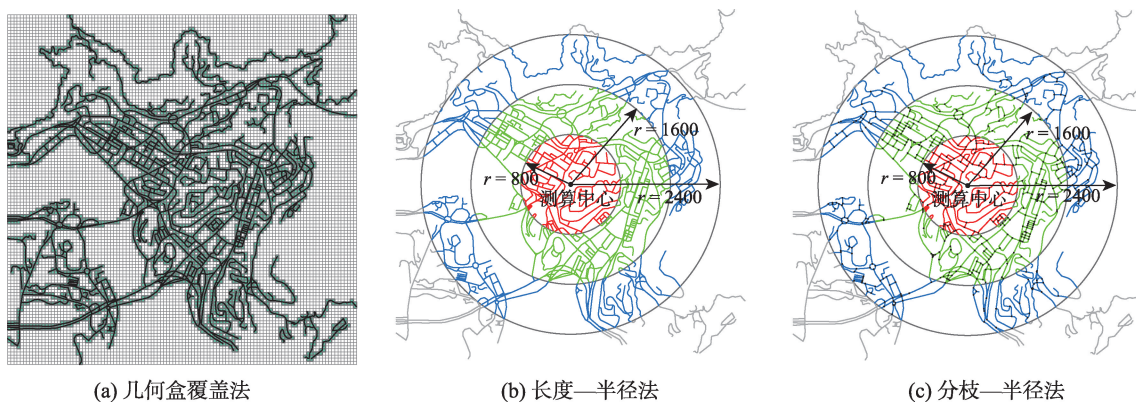 r = 1600
r = 800
测算中心
r = 2400
r = 1600
r = 800
测算中心
r = 2400
(a) 几何盒覆盖法
(b) 长度—半径法
(c) 分枝—半径法